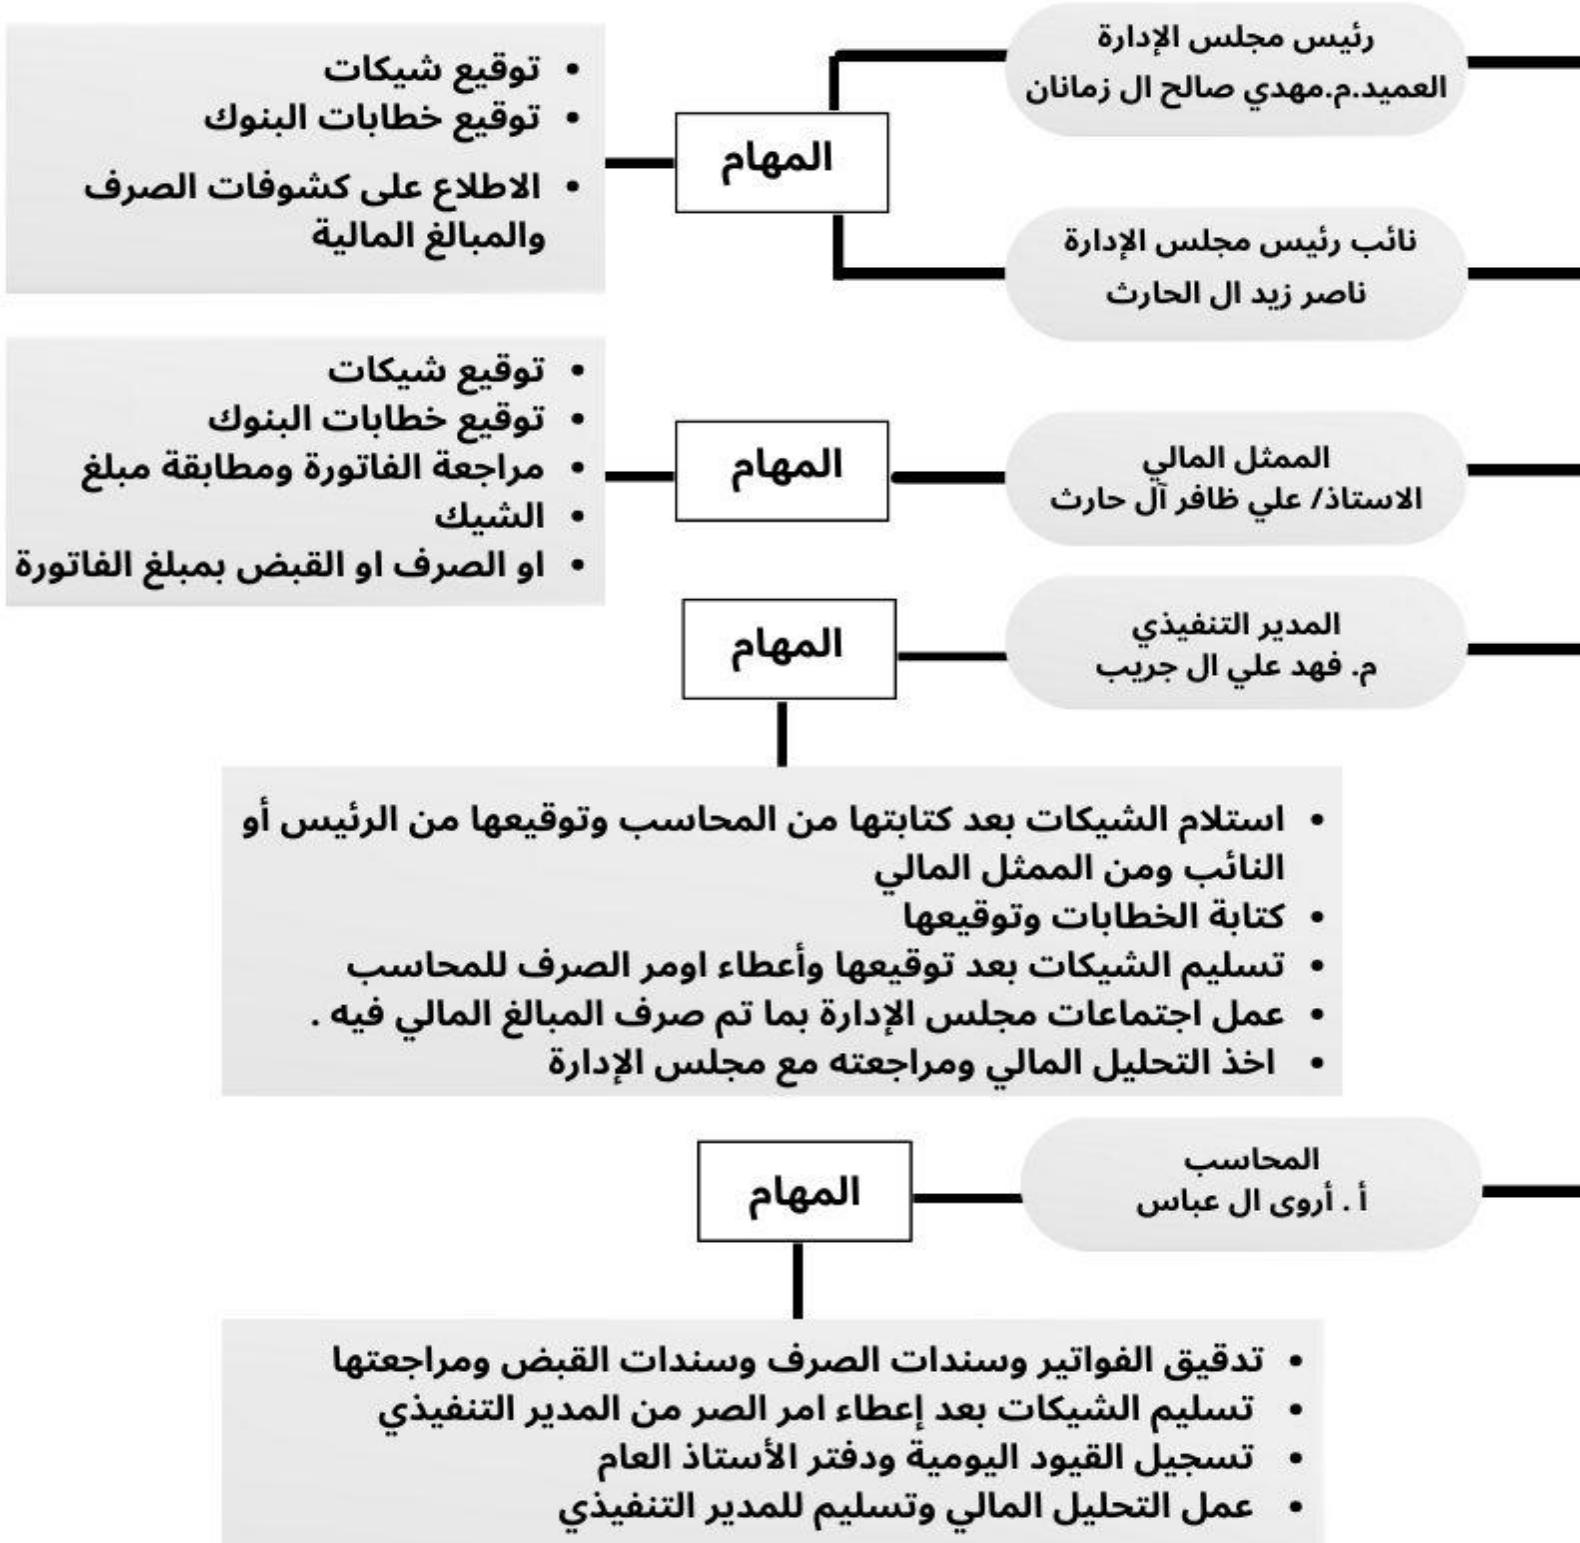 رئيس مجلس الإدارة
العميد.م.مهدي صالح ال زمانان
نائب رئيس مجلس الإدارة
ناصر زيد ال الحارث
المهام
• توقيع شيكات
• توقيع خطابات البنوك
• الاطلاع على كشوفات الصرف
والمبالغ المالية
الممثل المالي
الاستاذ/ علي ظافر آل حارث
المهام
• توقيع شيكات
• توقيع خطابات البنوك
• مراجعة الفاتورة ومطابقة مبلغ
• الشيك
• او الصرف او القبض بمبلغ الفاتورة
المدير التنفيذي
م. فهد علي ال جريب
المهام
• استلام الشيكات بعد كتابتها من المحاسب وتوقيعها من الرئيس أو
النائب ومن الممثل المالي
• كتابة الخطابات وتوقيعها
• تسليم الشيكات بعد توقيعها وأعطاء اومر الصرف للمحاسب
• عمل اجتماعات مجلس الإدارة بما تم صرف المبالغ المالي فيه .
• اخذ التحليل المالي ومراجعته مع مجلس الإدارة
المحاسب
أ . أروى ال عباس
المهام
• تدقيق الفواتير وسندات الصرف وسندات القبض ومراجعتها
• تسليم الشيكات بعد إعطاء امر الصر من المدير التنفيذي
• تسجيل القيود اليومية ودفتر الأستاذ العام
• عمل التحليل المالي وتسليم للمدير التنفيذي